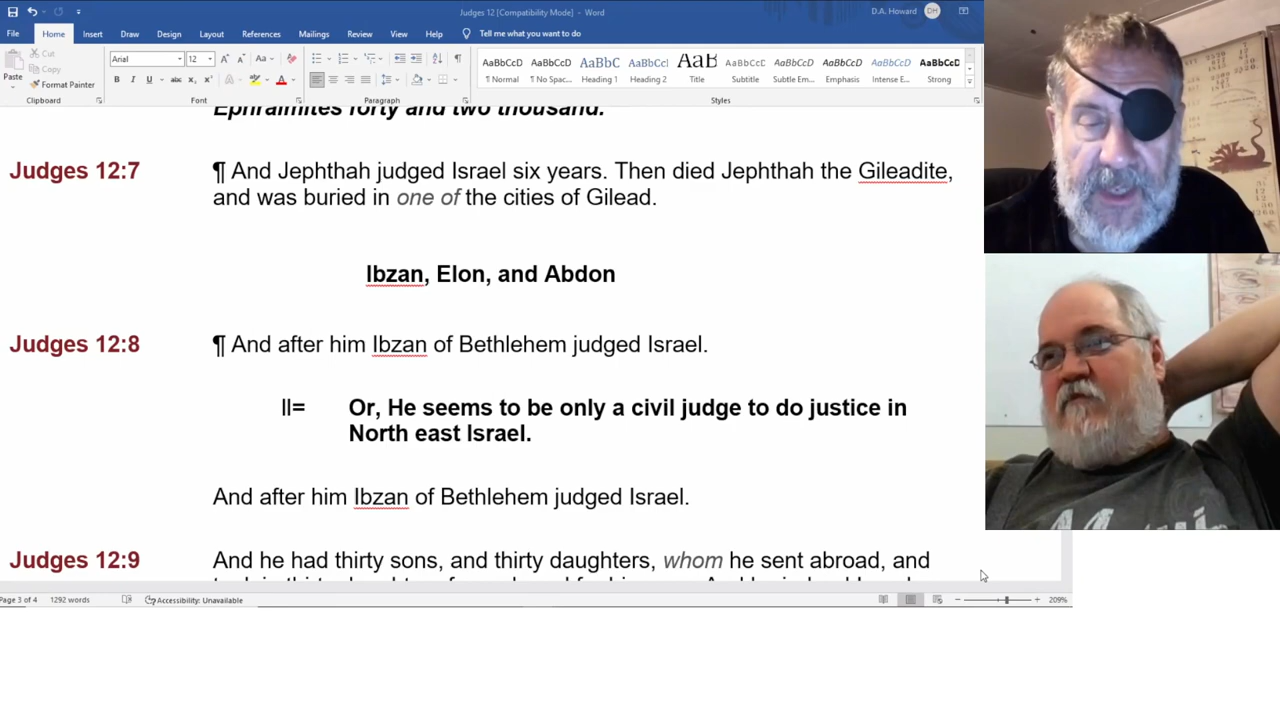 Judges 12 [Compatibility Mode] - Word
D.A. Howard DH
File Home Insert Draw Design Layout References Mailings Review View Help Tell me what you want to do
Cut
Copy
Format Painter
Paste
Arial 12
AaBbCcD AaBbCcD AaBbC AaBbCcI AaB AaBbCcD AaBbCcD AaBbCcD AaBbCcD AaBbCc
¶ Normal ¶ No Spac... Heading 1 Heading 2 Title Subtitle Subtle Em... Emphasis Intense E... Strong
Clipboard Font Paragraph Styles
Ephraimites forty and two thousand.
Judges 12:7 ¶ And Jephthah judged Israel six years. Then died Jephthah the Gileadite,
and was buried in one of the cities of Gilead.
Ibzan, Elon, and Abdon
Judges 12:8 ¶ And after him Ibzan of Bethlehem judged Israel.
ll= Or, He seems to be only a civil judge to do justice in
North east Israel.
And after him Ibzan of Bethlehem judged Israel.
Judges 12:9 And he had thirty sons, and thirty daughters, whom he sent abroad, and
Page 3 of 4 1292 words Accessibility: Unavailable 209%